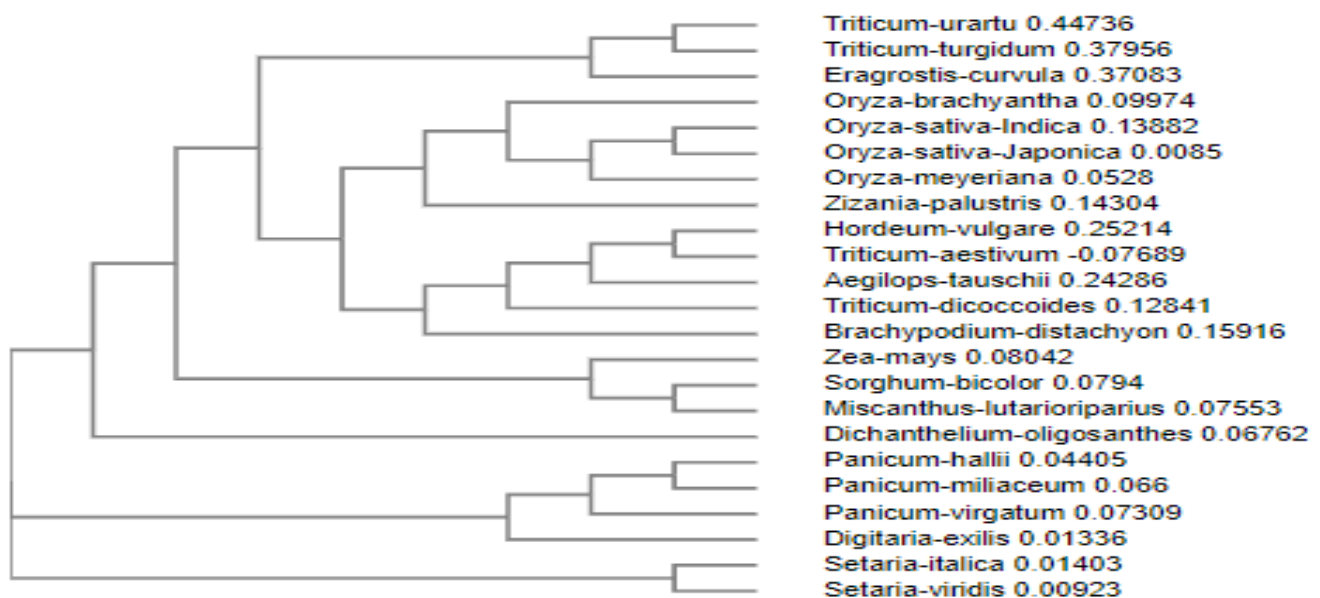 Triticum-urartu 0.44736
Triticum-turgidum 0.37956
Eragrostis-curvula 0.37083
Oryza-brachyantha 0.09974
Oryza-sativa-Indica 0.13882
Oryza-sativa-Japonica 0.0085
Oryza-meyeriana 0.0528
Zizania-palustris 0.14304
Hordeum-vulgare 0.25214
Triticum-aestivum -0.07689
Aegilops-tauschii 0.24286
Triticum-dicoccoides 0.12841
Brachypodium-distachyon 0.15916
Zea-mays 0.08042
Sorghum-bicolor 0.0794
Miscanthus-lutarioriparius 0.07553
Dichanthelium-oligosanthes 0.06762
Panicum-hallii 0.04405
Panicum-miliaceum 0.066
Panicum-virgatum 0.07309
Digitaria-exilis 0.01336
Setaria-italica 0.01403
Setaria-viridis 0.00923